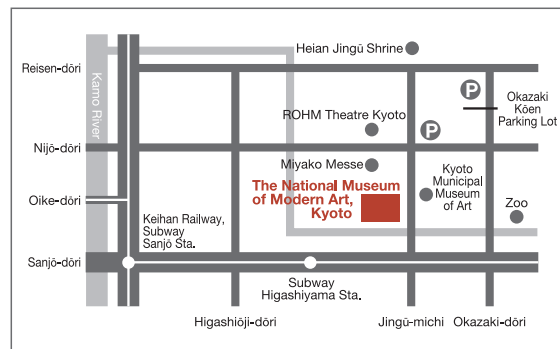 Heian Jingū Shrine
Reisen-dōri
Kamo River
P
Okazaki
Kōen
Parking Lot
ROHM Theatre Kyoto
P
Nijō-dōri
Miyako Messe
Kyoto
Municipal
Museum
of Art
The National Museum
of Modern Art,
Kyoto
Oike-dōri
Zoo
Keihan Railway,
Subway
Sanjō Sta.
Sanjō-dōri
Subway
Higashiyama Sta.
Higashiōji-dōri
Jingū-michi
Okazaki-dōri